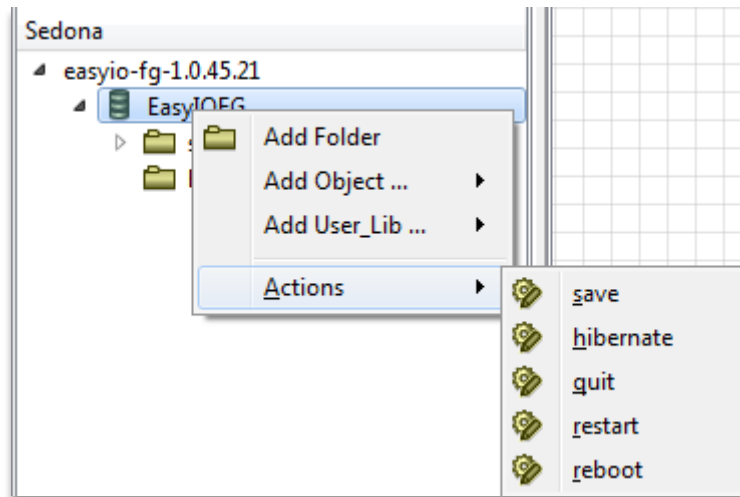 Sedona
easyio-fg-1.0.45.21
EasyIOFG
Add Folder
Add Object ...
Add User_Lib ...
Actions
save
hibernate
quit
restart
reboot